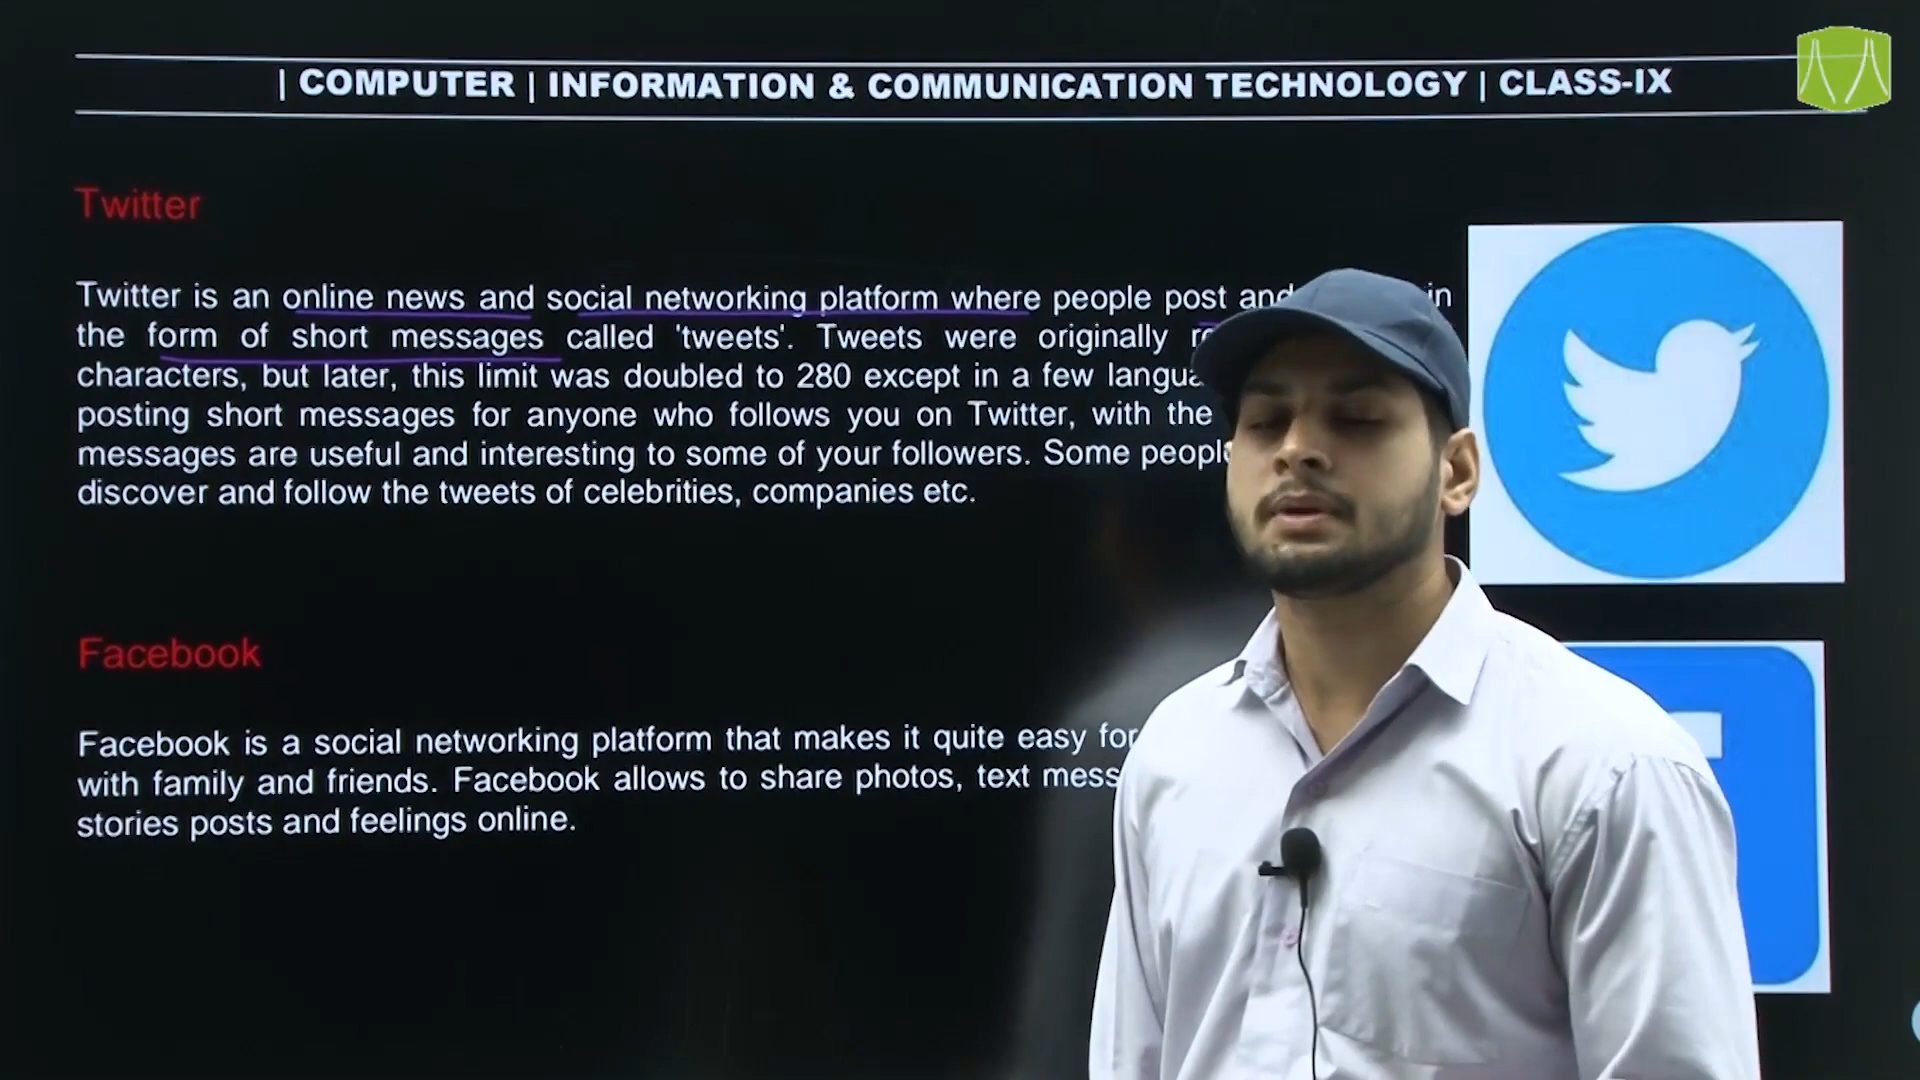 | COMPUTER | INFORMATION & COMMUNICATION TECHNOLOGY | CLASS-IX
Twitter
Twitter is an online news and social networking platform where people post and in
the form of short messages called 'tweets'. Tweets were originally
characters, but later, this limit was doubled to 280 except in a few
posting short messages for anyone who follows you on Twitter, with the
messages are useful and interesting to some of your followers. Some
discover and follow the tweets of celebrities, companies etc.
Facebook
Facebook is a social networking platform that makes it quite easy for
with family and friends. Facebook allows to share photos, text
stories posts and feelings online.